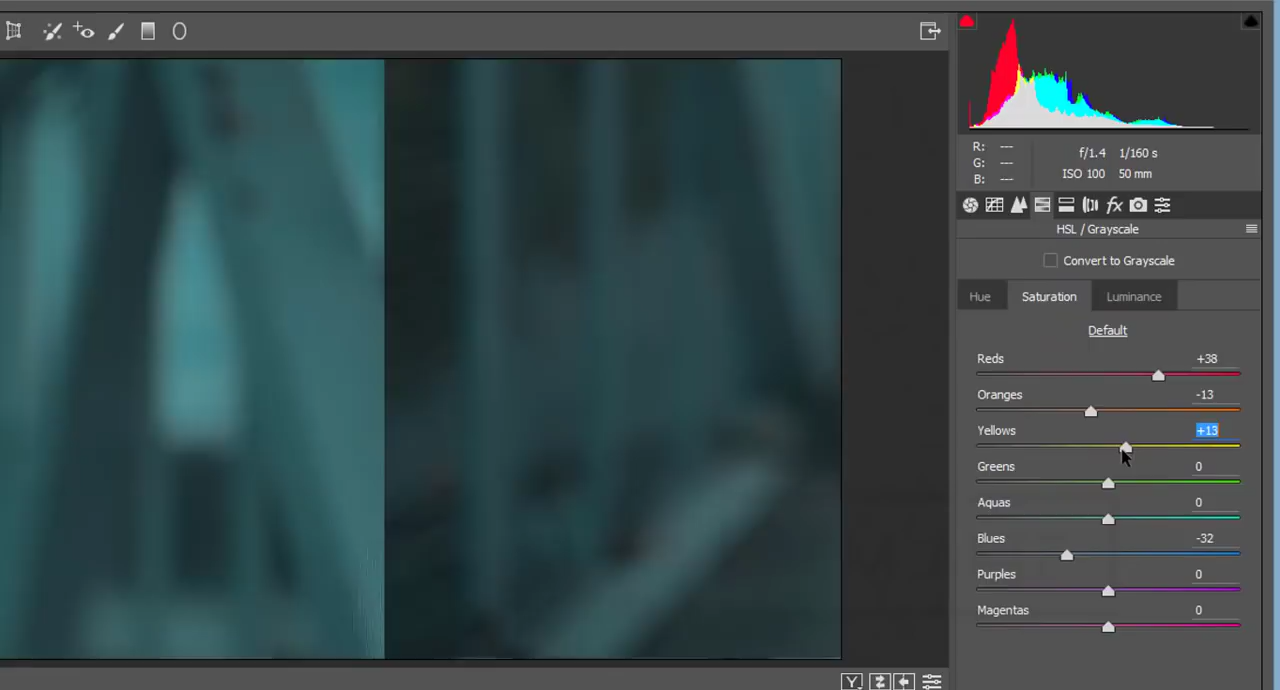 R: ---
G: ---
B: ---
f/1.4 1/160 s
ISO 100 50 mm
fx
HSL / Grayscale
Convert to Grayscale
Hue Saturation Luminance
Default
Reds +38
Oranges -13
Yellows +13
Greens 0
Aquas 0
Blues -32
Purples 0
Magentas 0
Y